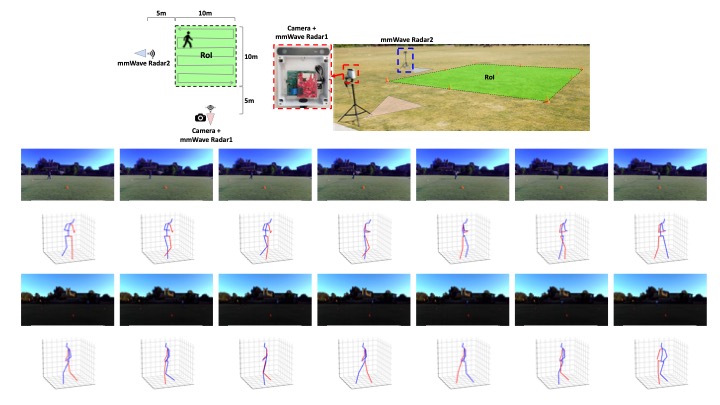 5m
10m
RoI
10m
mmWave Radar2
5m
Camera +
mmWave Radar1
Camera +
mmWave Radar1
mmWave Radar2
RoI